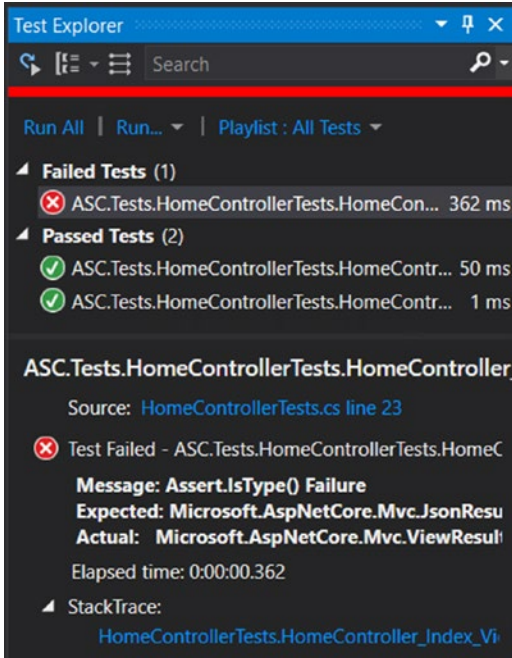 Test Explorer
Search
Run All | Run... | Playlist : All Tests
Failed Tests (1)
ASC.Tests.HomeControllerTests.HomeCon... 362 ms
Passed Tests (2)
ASC.Tests.HomeControllerTests.HomeContr... 50 ms
ASC.Tests.HomeControllerTests.HomeContr... 1 ms
ASC.Tests.HomeControllerTests.HomeController_
Source: HomeControllerTests.cs line 23
Test Failed - ASC.Tests.HomeControllerTests.HomeC
Message: Assert.IsType() Failure
Expected: Microsoft.AspNetCore.Mvc.JsonResu
Actual: Microsoft.AspNetCore.Mvc.ViewResult
Elapsed time: 0:00:00.362
StackTrace:
HomeControllerTests.HomeController_Index_Vi